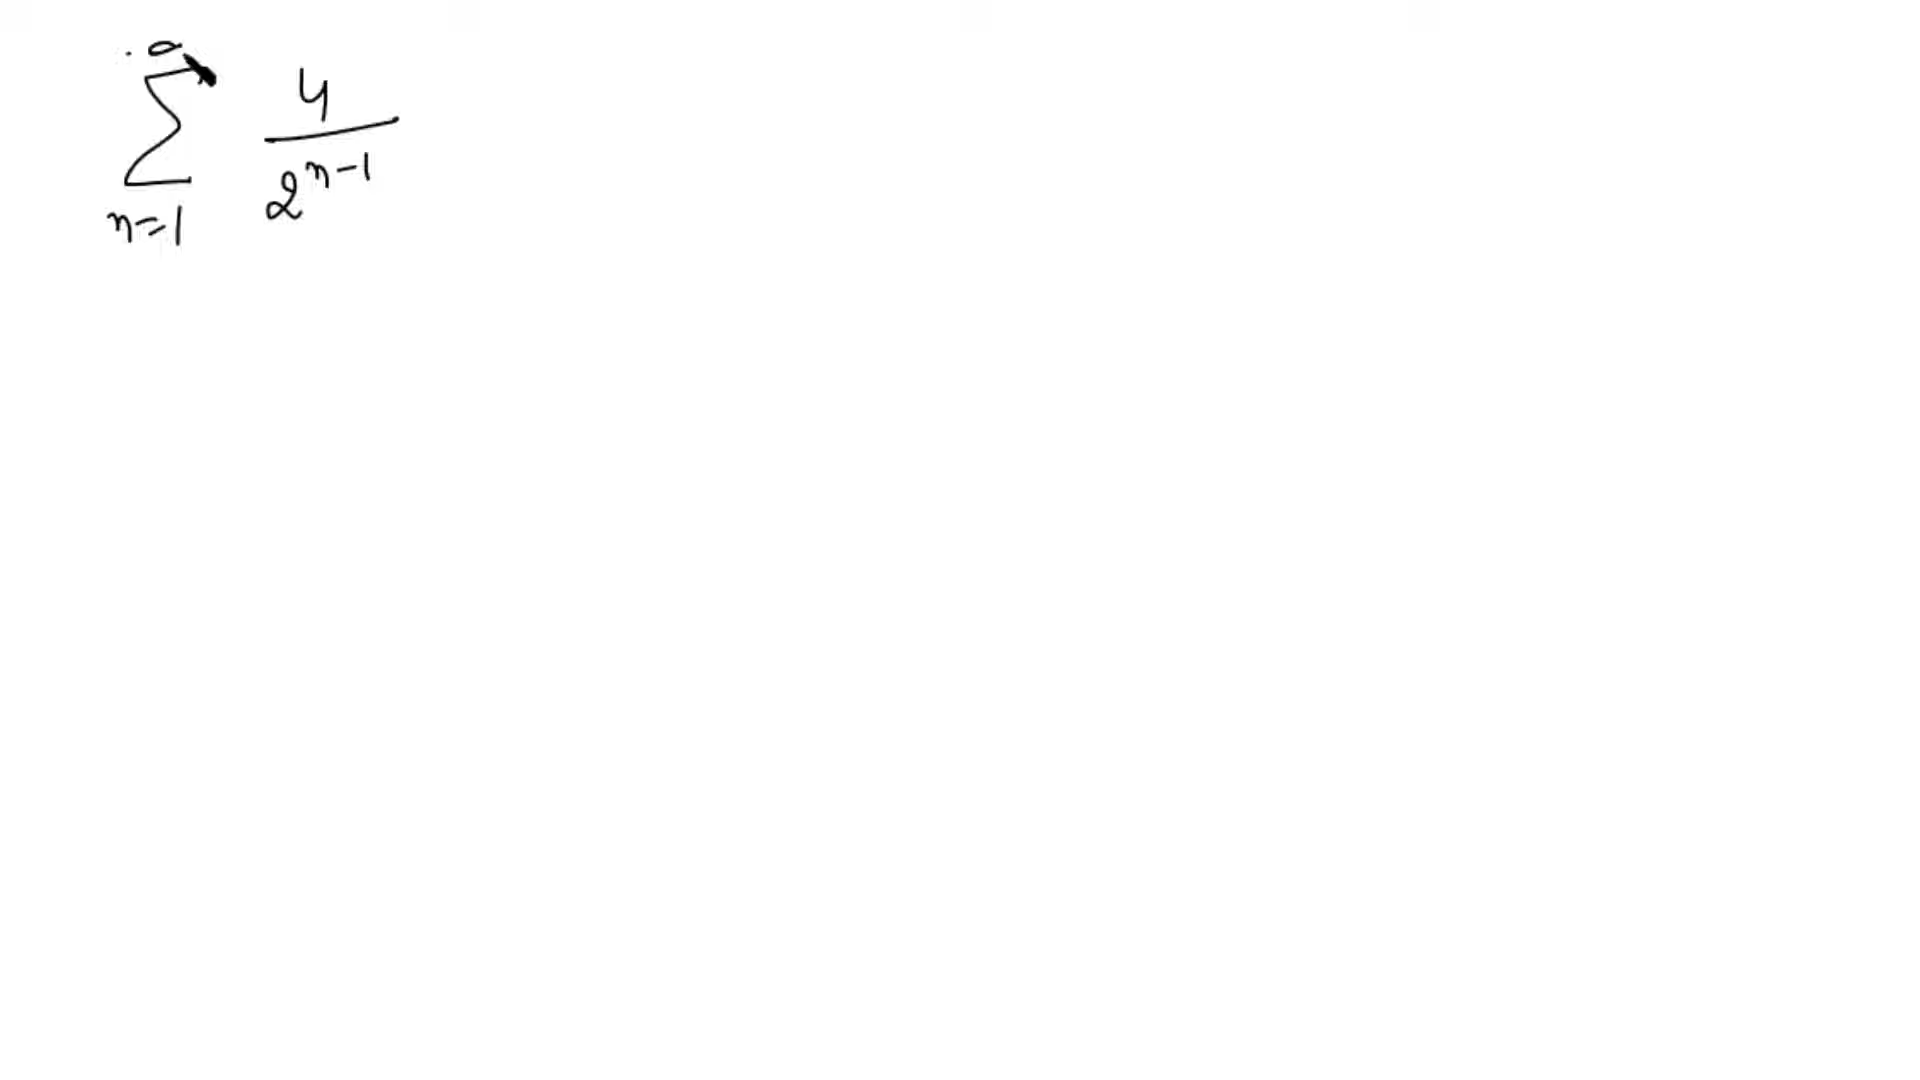 ∞
∑ 4
2^{n-1}
n=1